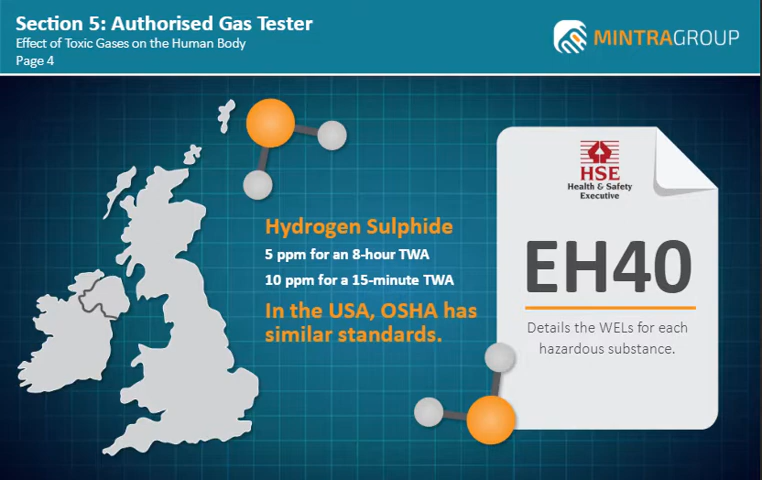 Section 5: Authorised Gas Tester
Effect of Toxic Gases on the Human Body
Page 4
MINTRAGROUP
HSE
Health & Safety
Executive
Hydrogen Sulphide
5 ppm for an 8-hour TWA
10 ppm for a 15-minute TWA
In the USA, OSHA has
similar standards.
EH40
Details the WELs for each
hazardous substance.